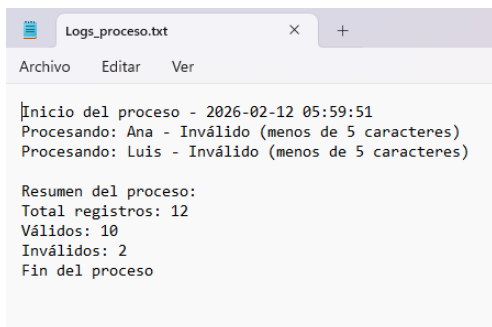 Logs_proceso.txt
Archivo Editar Ver
Inicio del proceso - 2026-02-12 05:59:51
Procesando: Ana - Inválido (menos de 5 caracteres)
Procesando: Luis - Inválido (menos de 5 caracteres)
Resumen del proceso:
Total registros: 12
Válidos: 10
Inválidos: 2
Fin del proceso